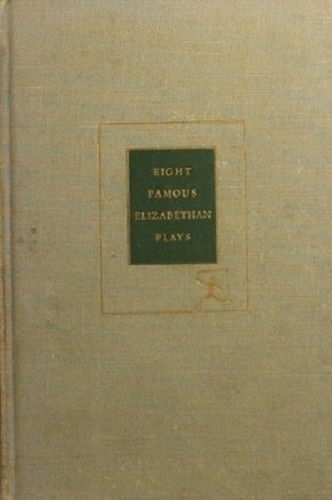 EIGHT
FAMOUS
ELIZABETHAN
PLAYS